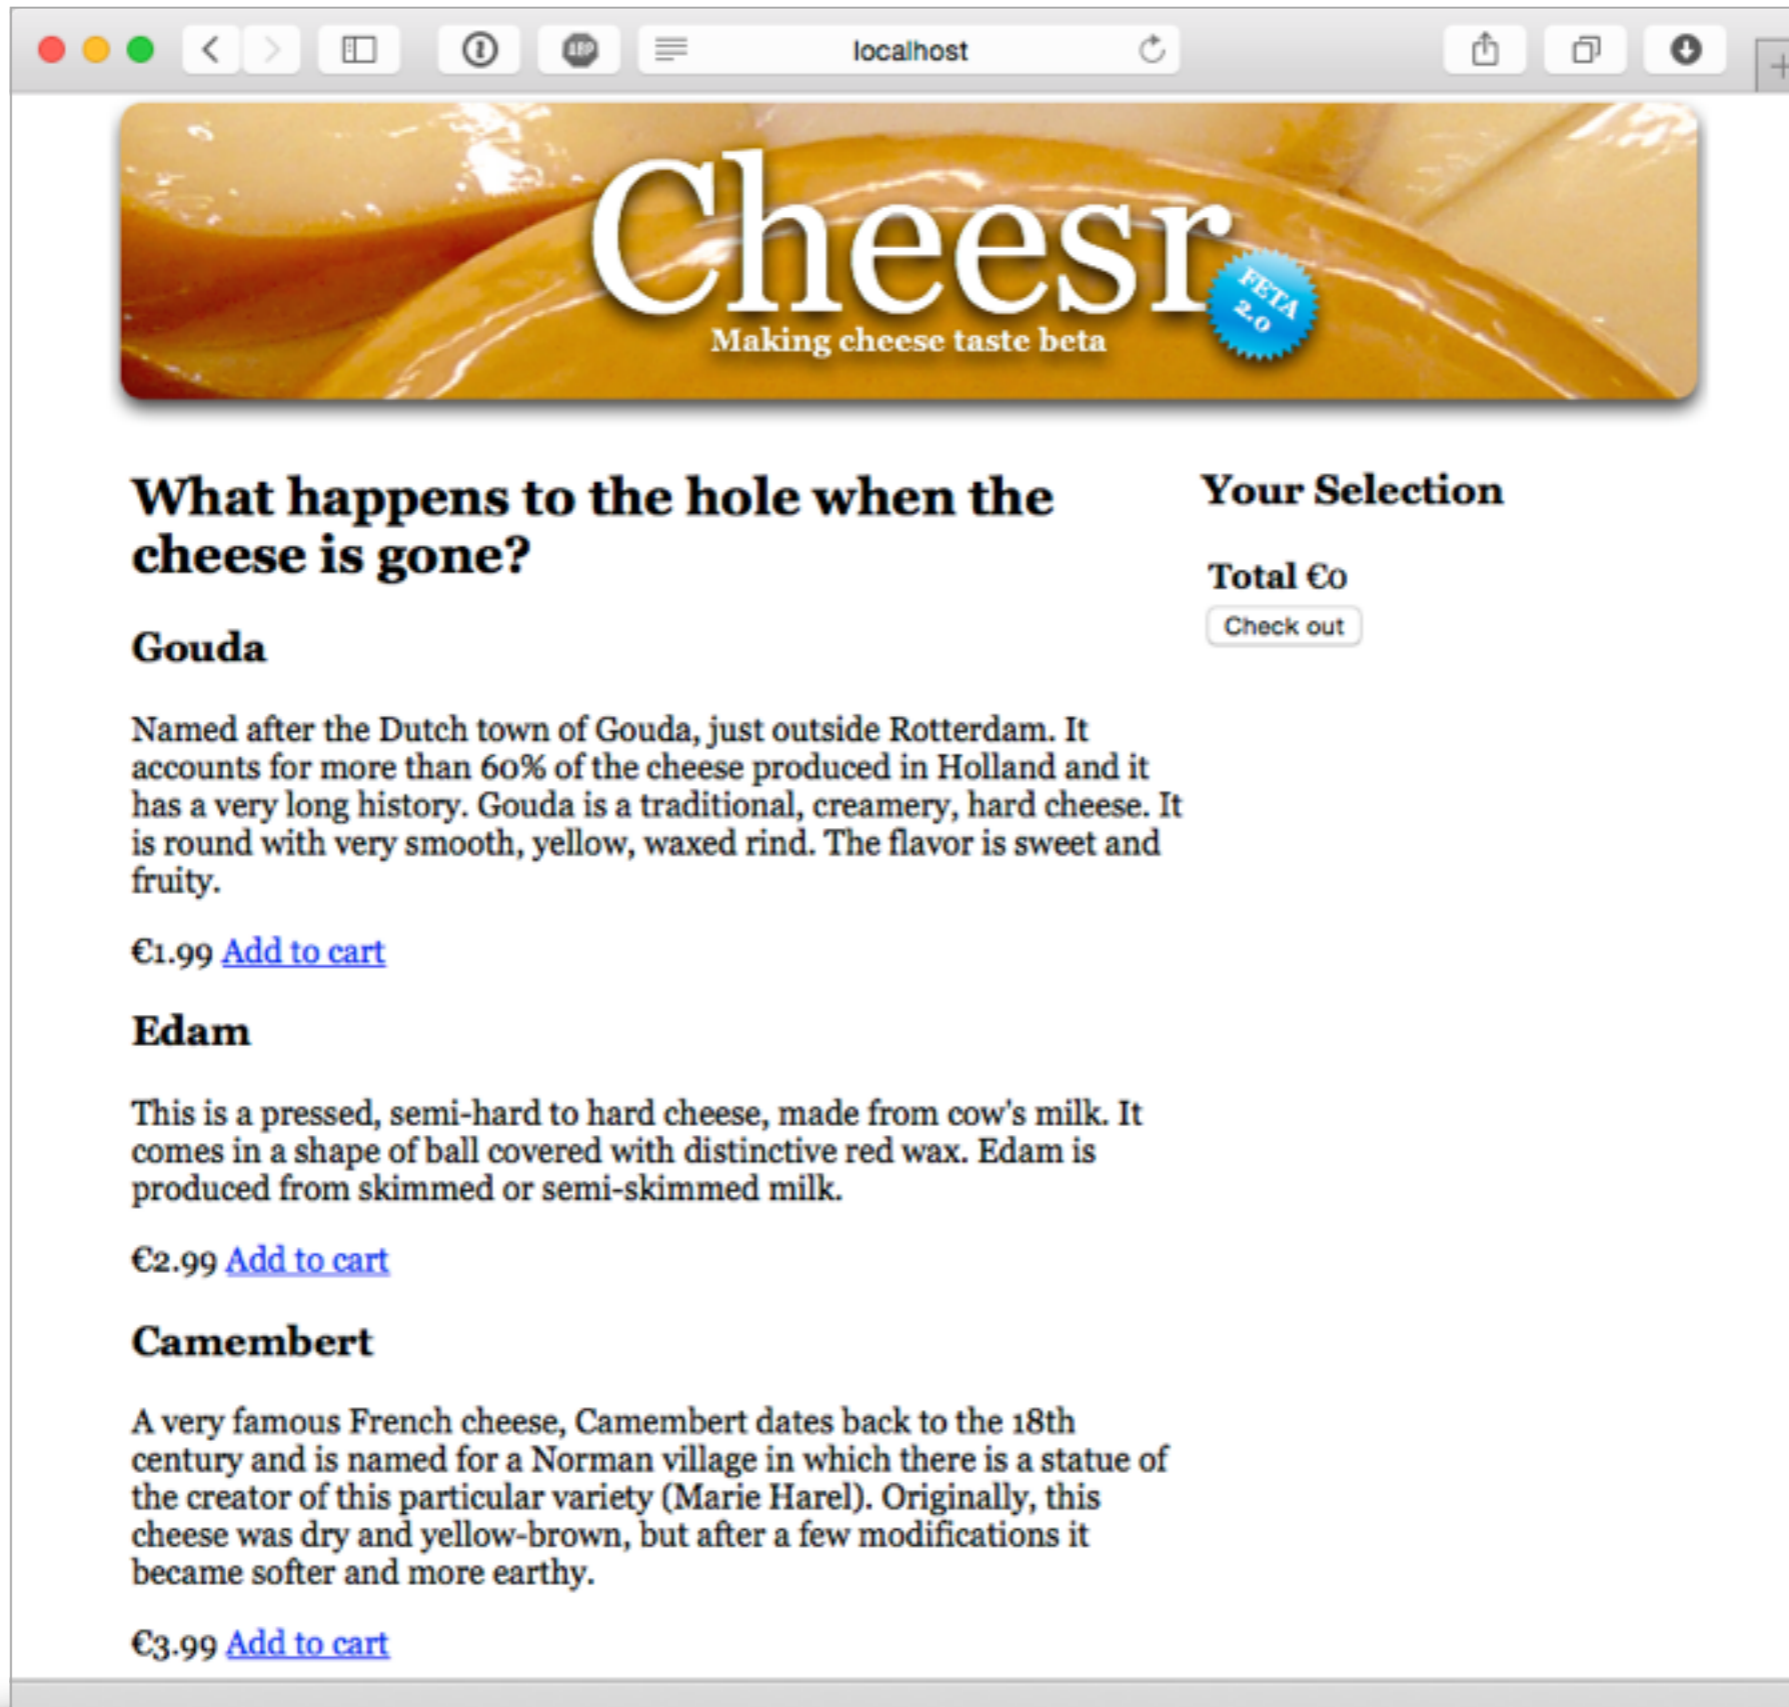 ABP
localhost
Cheesr
FETA
2.0
Making cheese taste beta
What happens to the hole when the
cheese is gone?
Gouda
Named after the Dutch town of Gouda, just outside Rotterdam. It
accounts for more than 60% of the cheese produced in Holland and it
has a very long history. Gouda is a traditional, creamery, hard cheese. It
is round with very smooth, yellow, waxed rind. The flavor is sweet and
fruity.
€1.99 Add to cart
Edam
This is a pressed, semi-hard to hard cheese, made from cow's milk. It
comes in a shape of ball covered with distinctive red wax. Edam is
produced from skimmed or semi-skimmed milk.
€2.99 Add to cart
Camembert
A very famous French cheese, Camembert dates back to the 18th
century and is named for a Norman village in which there is a statue of
the creator of this particular variety (Marie Harel). Originally, this
cheese was dry and yellow-brown, but after a few modifications it
became softer and more earthy.
€3.99 Add to cart
Your Selection
Total €0
Check out